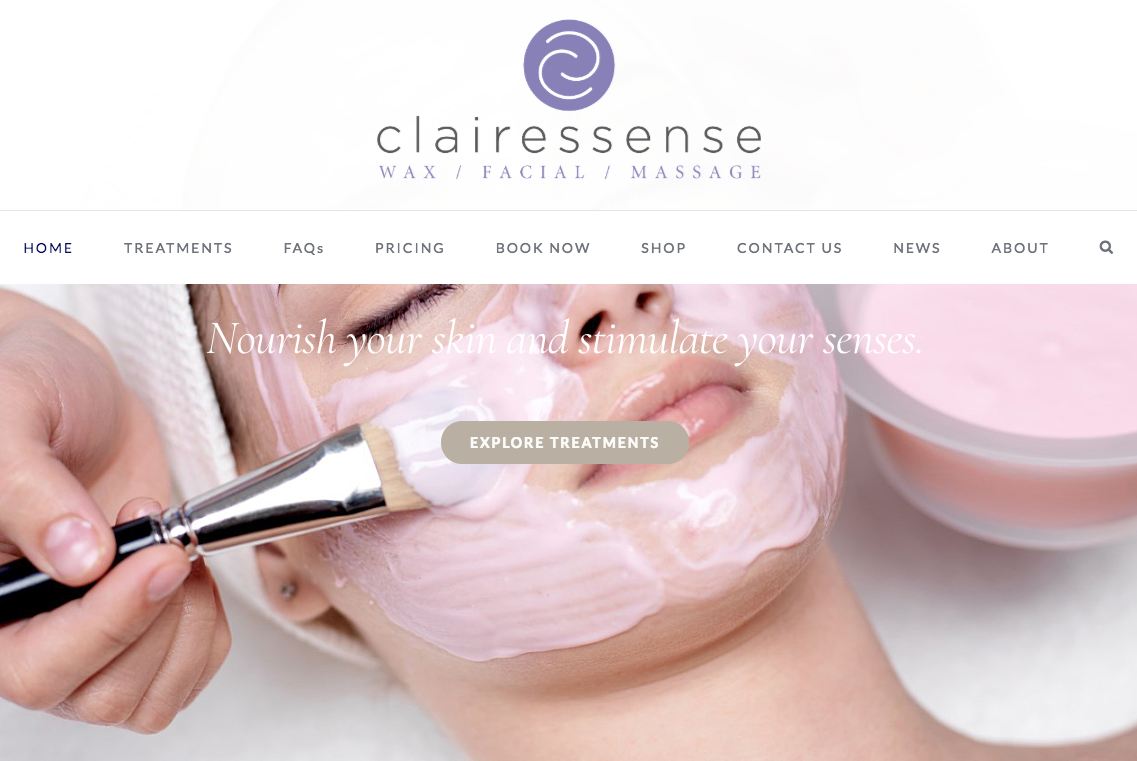 clairessense
WAX / FACIAL / MASSAGE
HOME TREATMENTS FAQs PRICING BOOK NOW SHOP CONTACT US NEWS ABOUT
Nourish your skin and stimulate your senses.
EXPLORE TREATMENTS